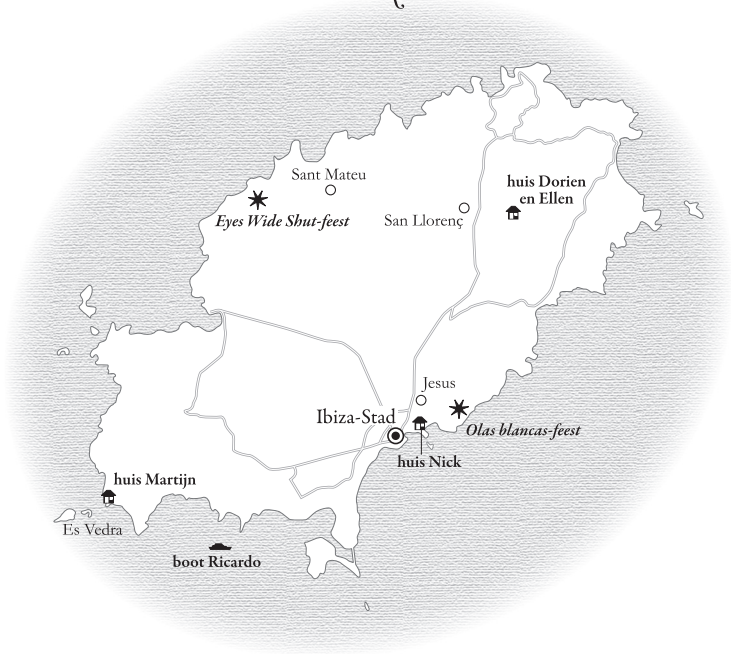 Sant Mateu
Eyes Wide Shut-feest
San Llorenç
huis Dorien
en Ellen
Jesus
Ibiza-Stad
Olas blancas-feest
huis Nick
huis Martijn
Es Vedra
boot Ricardo